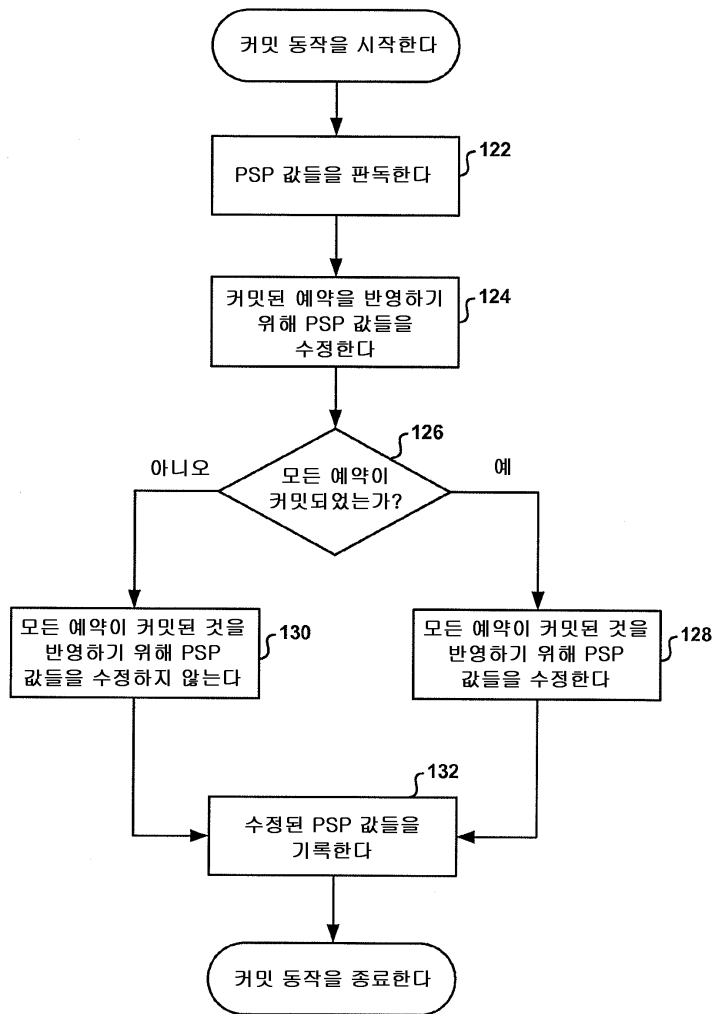 커밋 동작을 시작한다
122
PSP 값들을 판독한다
124
커밋된 예약을 반영하기
위해 PSP 값들을
수정한다
126
아니오
예
모든 예약이
커밋되었는가?
모든 예약이 커밋된 것을
반영하기 위해 PSP
값들을 수정하지 않는다
130
모든 예약이 커밋된 것을
반영하기 위해 PSP
값들을 수정한다
128
132
수정된 PSP 값들을
기록한다
커밋 동작을 종료한다